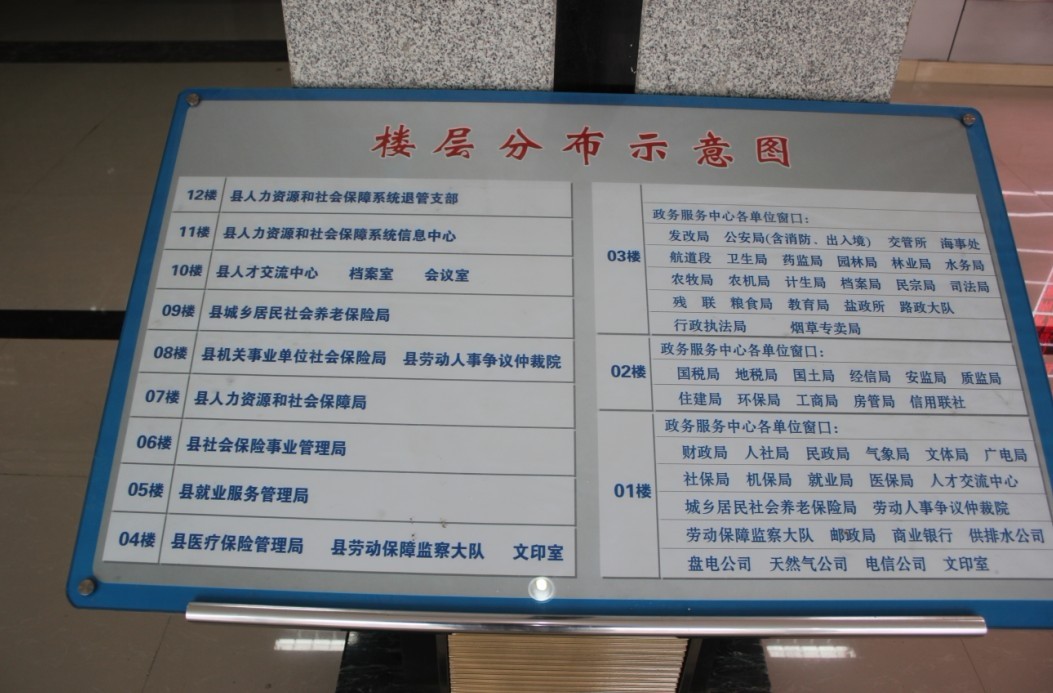 楼层分布示意图
12楼 县人力资源和社会保障系统退管支部
11楼 县人力资源和社会保障系统信息中心
10楼 县人才交流中心 档案室 会议室
09楼 县城乡居民社会养老保险局
08楼 县机关事业单位社会保险局 县劳动人事争议仲裁院
07楼 县人力资源和社会保障局
06楼 县社会保险事业管理局
05楼 县就业服务管理局
04楼 县医疗保险管理局 县劳动保障监察大队 文印室
03楼
政务服务中心各单位窗口:
发改局 公安局(含消防、出入境) 交管所 海事处
航道段 卫生局 药监局 园林局 林业局 水务局
农牧局 农机局 计生局 档案局 民宗局 司法局
残 联 粮食局 教育局 盐政所 路政大队
行政执法局 烟草专卖局
02楼
政务服务中心各单位窗口:
国税局 地税局 国土局 经信局 安监局 质监局
住建局 环保局 工商局 房管局 信用联社
01楼
政务服务中心各单位窗口:
财政局 人社局 民政局 气象局 文体局 广电局
社保局 机保局 就业局 医保局 人才交流中心
城乡居民社会养老保险局 劳动人事争议仲裁院
劳动保障监察大队 邮政局 商业银行 供排水公司
盘电公司 天然气公司 电信公司 文印室